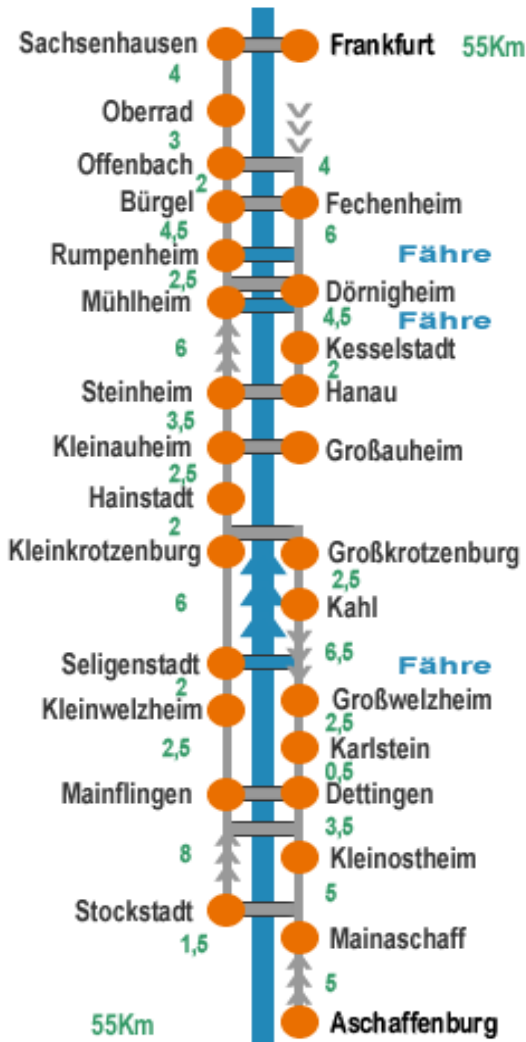 Sachsenhausen Frankfurt 55Km
4
Oberrad
3
Offenbach 4
2
Bürgel Fechenheim
4,5 6
Rumpenheim Fähre
2,5 Dörnigheim
Mühlheim 4,5 Fähre
6 Kesselstadt
2
Steinheim Hanau
3,5
Kleinauheim Großauheim
2,5
Hainstadt
2
Kleinkrotzenburg Großkrotzenburg
2,5
6 Kahl
6,5
Seligenstadt Fähre
2 Großwelzheim
Kleinwelzheim 2,5
2,5 Karlstein
0,5
Mainflingen Dettingen
3,5
8 Kleinostheim
5
Stockstadt
1,5 Mainaschaff
5
55Km Aschaffenburg